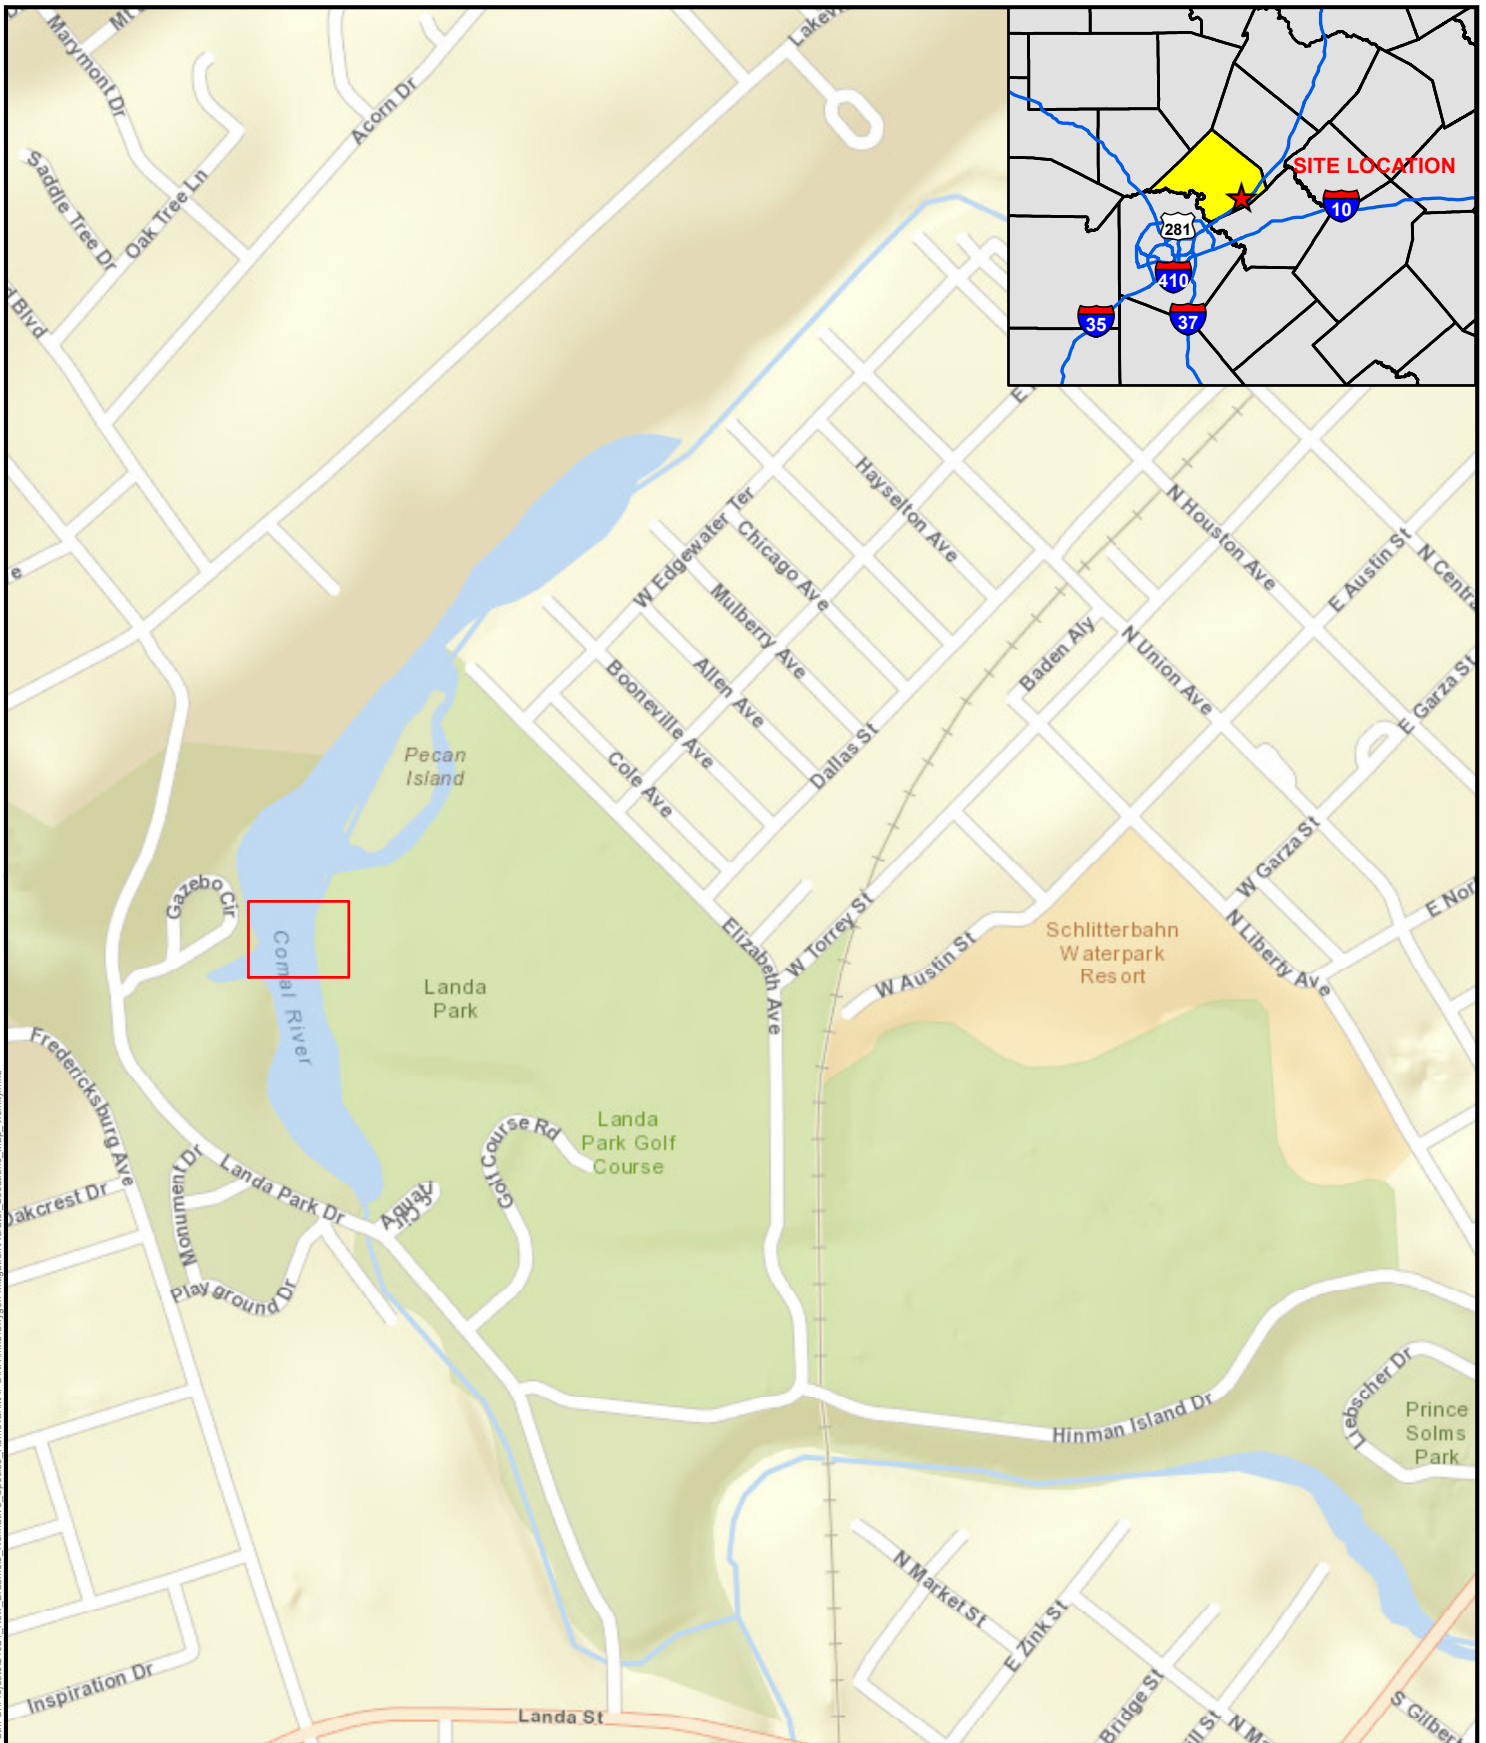 Marymont Dr
Acorn Dr
Saddle Tree Dr
Oak Tree Ln
SITE LOCATION
10
281
410
35
37
Blvd
Hayselton Ave
N Houston Ave
W Edgewater Ter
Chicago Ave
E Austin St
Mulberry Ave
Baden Aly
N Union Ave
Allen Ave
Booneville Ave
E Garza St
Pecan
Island
Cole Ave
Dallas St
W Garza St
Gazebo Cir
Comal River
Elizabeth Ave
W Torrey St
W Austin St
Schlitterbahn
Waterpark
Resort
N Liberty Ave
Landa
Park
Fredericksburg Ave
Golf Course Rd
Landa
Park Golf
Course
Monument Dr
Landa Park Dr
Aquatic Cir
Oakcrest Dr
Playground Dr
Hinman Island Dr
Liebscher Dr
Prince
Solms
Park
N Market St
E Zink St
Inspiration Dr
Landa St
Bridge St